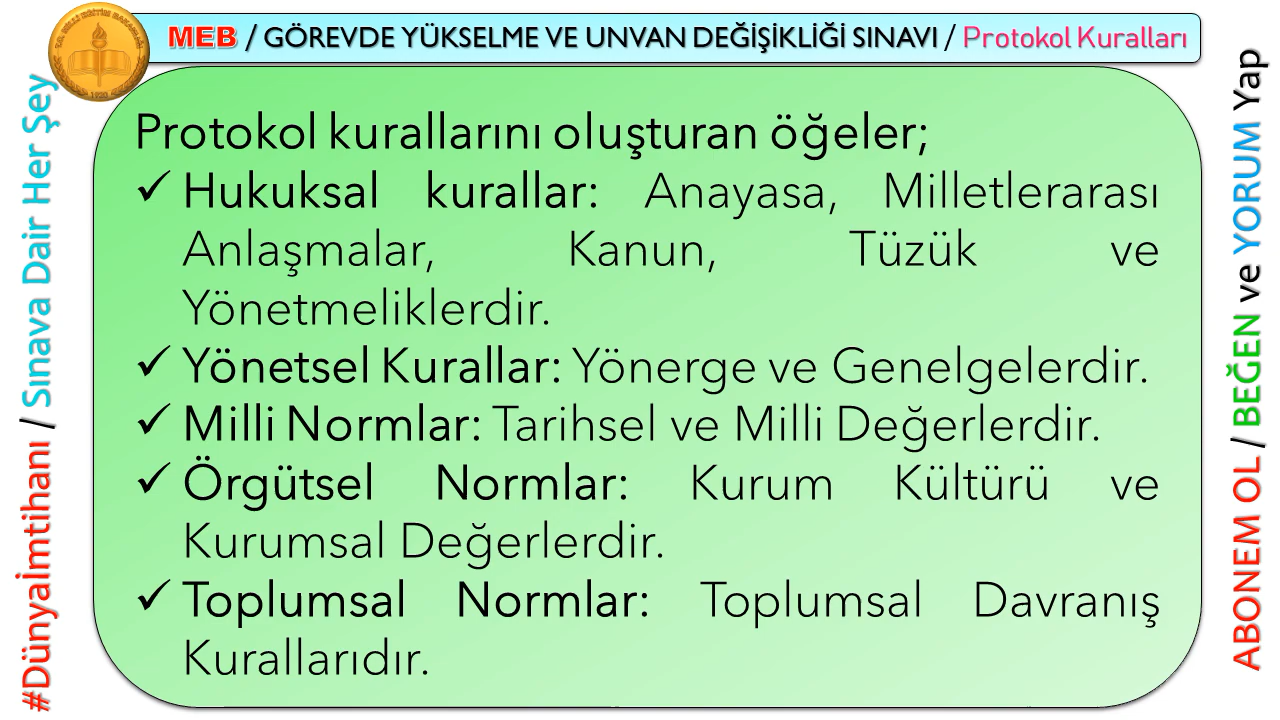 MEB / GÖREVDE YÜKSELME VE UNVAN DEĞİŞİKLİĞİ SINAVI / Protokol Kuralları
Protokol kurallarını oluşturan öğeler;
✓ Hukuksal kurallar: Anayasa, Milletlerarası
Anlaşmalar, Kanun, Tüzük ve
Yönetmeliklerdir.
✓ Yönetsel Kurallar: Yönerge ve Genelgelerdir.
✓ Milli Normlar: Tarihsel ve Milli Değerlerdir.
✓ Örgütsel Normlar: Kurum Kültürü ve
Kurumsal Değerlerdir.
✓ Toplumsal Normlar: Toplumsal Davranış
Kurallarıdır.
#Dünyaİmtihanı / Sınava Dair Her Şey
ABONEM OL / BEĞEN ve YORUM Yap